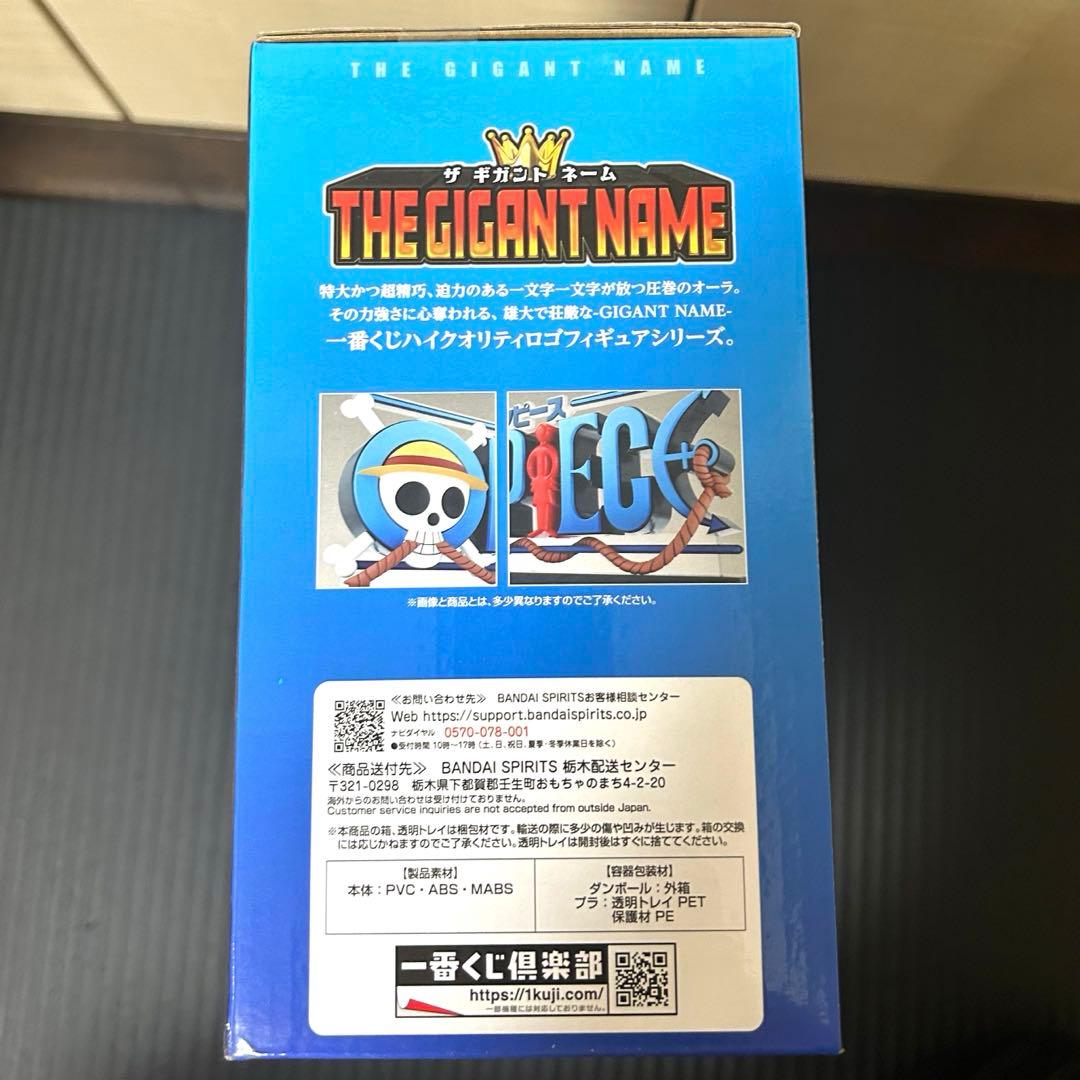 THE GIGANT NAME
ザ ギガント ネーム
THE GIGANT NAME
特大かつ超精巧、迫力のある一文字一文字が放つ圧巻のオーラ。
その力強さに心奪われる、雄大で荘厳な-GIGANT NAME-
一番くじハイクオリティロゴフィギュアシリーズ。
ピース
PIECE
※画像と商品とは、多少異なりますのでご了承ください。
≪お問い合わせ先≫ BANDAI SPIRITSお客様相談センター
Web https://support.bandaispirits.co.jp
ナビダイヤル 0570-078-001
●受付時間 10時〜17時（土、日、祝日、夏季・冬季休業日を除く）
≪商品送付先≫ BANDAI SPIRITS 栃木配送センター
〒321-0298 栃木県下都賀郡壬生町おもちゃのまち4-2-20
海外からのお問い合わせは受け付けておりません。
Customer service inquiries are not accepted from outside Japan.
※本商品の箱、透明トレイは梱包材です。輸送の際に多少の傷や凹みが生じます。箱の交換
には応じかねますのでご了承ください。透明トレイは開封後はすぐに捨ててください。
【製品素材】
本体：PVC・ABS・MABS
【容器包装材】
ダンボール：外箱
プラ：透明トレイ PET
保護材 PE
一番くじ倶楽部
https://1kuji.com/
一部機種には対応しておりません。